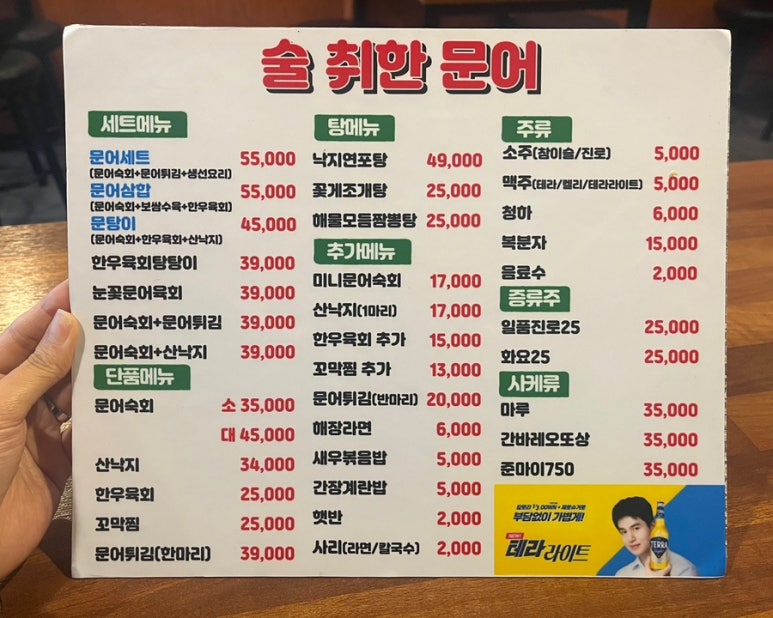 술 취한 문어
세트메뉴
문어세트 55,000
(문어숙회+문어튀김+생선요리)
문어삼합 55,000
(문어숙회+보쌈수육+한우육회)
문탕이 45,000
(문어숙회+한우육회+산낙지)
한우육회탕탕이 39,000
눈꽃문어육회 39,000
문어숙회+문어튀김 39,000
문어숙회+산낙지 39,000
단품메뉴
문어숙회 소 35,000
대 45,000
산낙지 34,000
한우육회 25,000
꼬막찜 25,000
문어튀김(한마리) 39,000
탕메뉴
낙지연포탕 49,000
꽃게조개탕 25,000
해물모듬짬뽕탕 25,000
추가메뉴
미니문어숙회 17,000
산낙지(1마리) 17,000
한우육회 추가 15,000
꼬막찜 추가 13,000
문어튀김(반마리) 20,000
해장라면 6,000
새우볶음밥 5,000
간장계란밥 5,000
햇반 2,000
사리(라면/칼국수) 2,000
주류
소주(참이슬/진로) 5,000
맥주(테라/켈리/테라라이트) 5,000
청하 6,000
복분자 15,000
음료수 2,000
증류주
일품진로25 25,000
화요25 25,000
사케류
마루 35,000
간바레오또상 35,000
준마이750 35,000
칼로리 1/3 DOWN + 제로슈거로
부담없이 가볍게!
NEW!
테라 라이트
TERRA